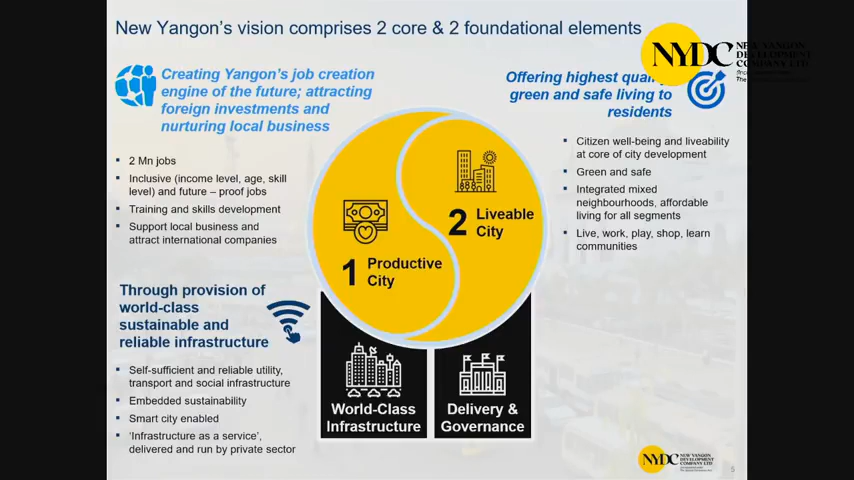 New Yangon's vision comprises 2 core & 2 foundational elements
NYDC
NEW YANGON
DEVELOPMENT
COMPANY LTD
Creating Yangon's job creation
engine of the future; attracting
foreign investments and
nurturing local business
2 Mn jobs
Inclusive (income level, age, skill
level) and future – proof jobs
Training and skills development
Support local business and
attract international companies
Offering highest
green and safe living to
residents
Citizen well-being and liveability
at core of city development
Green and safe
Integrated mixed
neighbourhoods, affordable
living for all segments
Live, work, play, shop, learn
communities
2 Liveable
City
1 Productive
City
Through provision of
world-class
sustainable and
reliable infrastructure
Self-sufficient and reliable utility,
transport and social infrastructure
Embedded sustainability
Smart city enabled
'Infrastructure as a service',
delivered and run by private sector
World-Class
Infrastructure
Delivery &
Governance
NYDC
NEW YANGON
DEVELOPMENT
COMPANY LTD
5